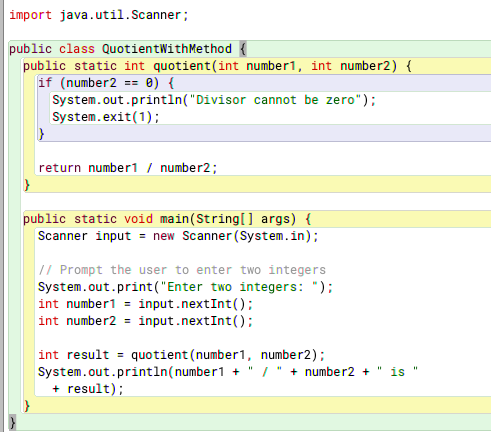 import java.util.Scanner;
public class QuotientWithMethod {
public static int quotient(int number1, int number2) {
if (number2 == 0) {
System.out.println("Divisor cannot be zero");
System.exit(1);
}
return number1 / number2;
}
public static void main(String[] args) {
Scanner input = new Scanner(System.in);
// Prompt the user to enter two integers
System.out.print("Enter two integers: ");
int number1 = input.nextInt();
int number2 = input.nextInt();
int result = quotient(number1, number2);
System.out.println(number1 + " / " + number2 + " is "
+ result);
}
}